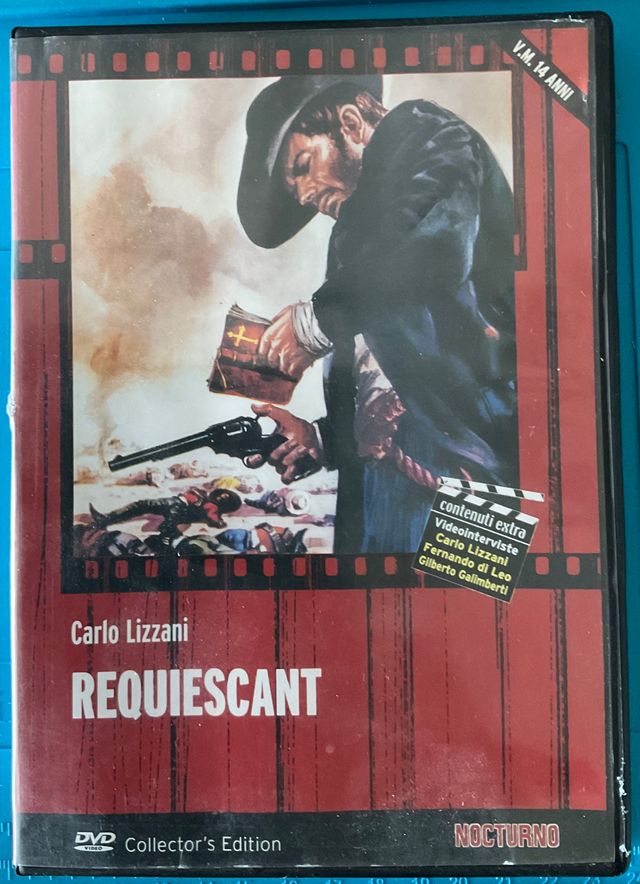 V.M. 14 ANNI
contenuti extra
Videointerviste
Carlo Lizzani
Fernando di Leo
Gilberto Galimberti
Carlo Lizzani
REQUIESCANT
DVD
VIDEO
Collector's Edition
NOCTURNO